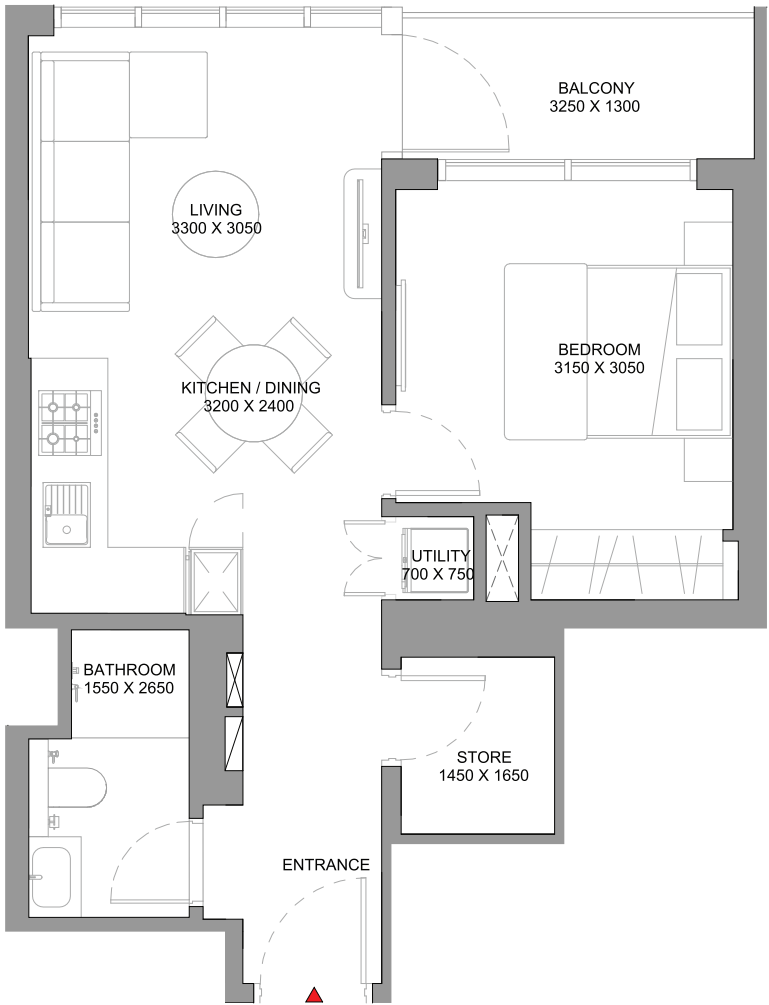 BALCONY
3250 X 1300
LIVING
3300 X 3050
BEDROOM
3150 X 3050
KITCHEN / DINING
3200 X 2400
UTILITY
700 X 750
BATHROOM
1550 X 2650
STORE
1450 X 1650
ENTRANCE